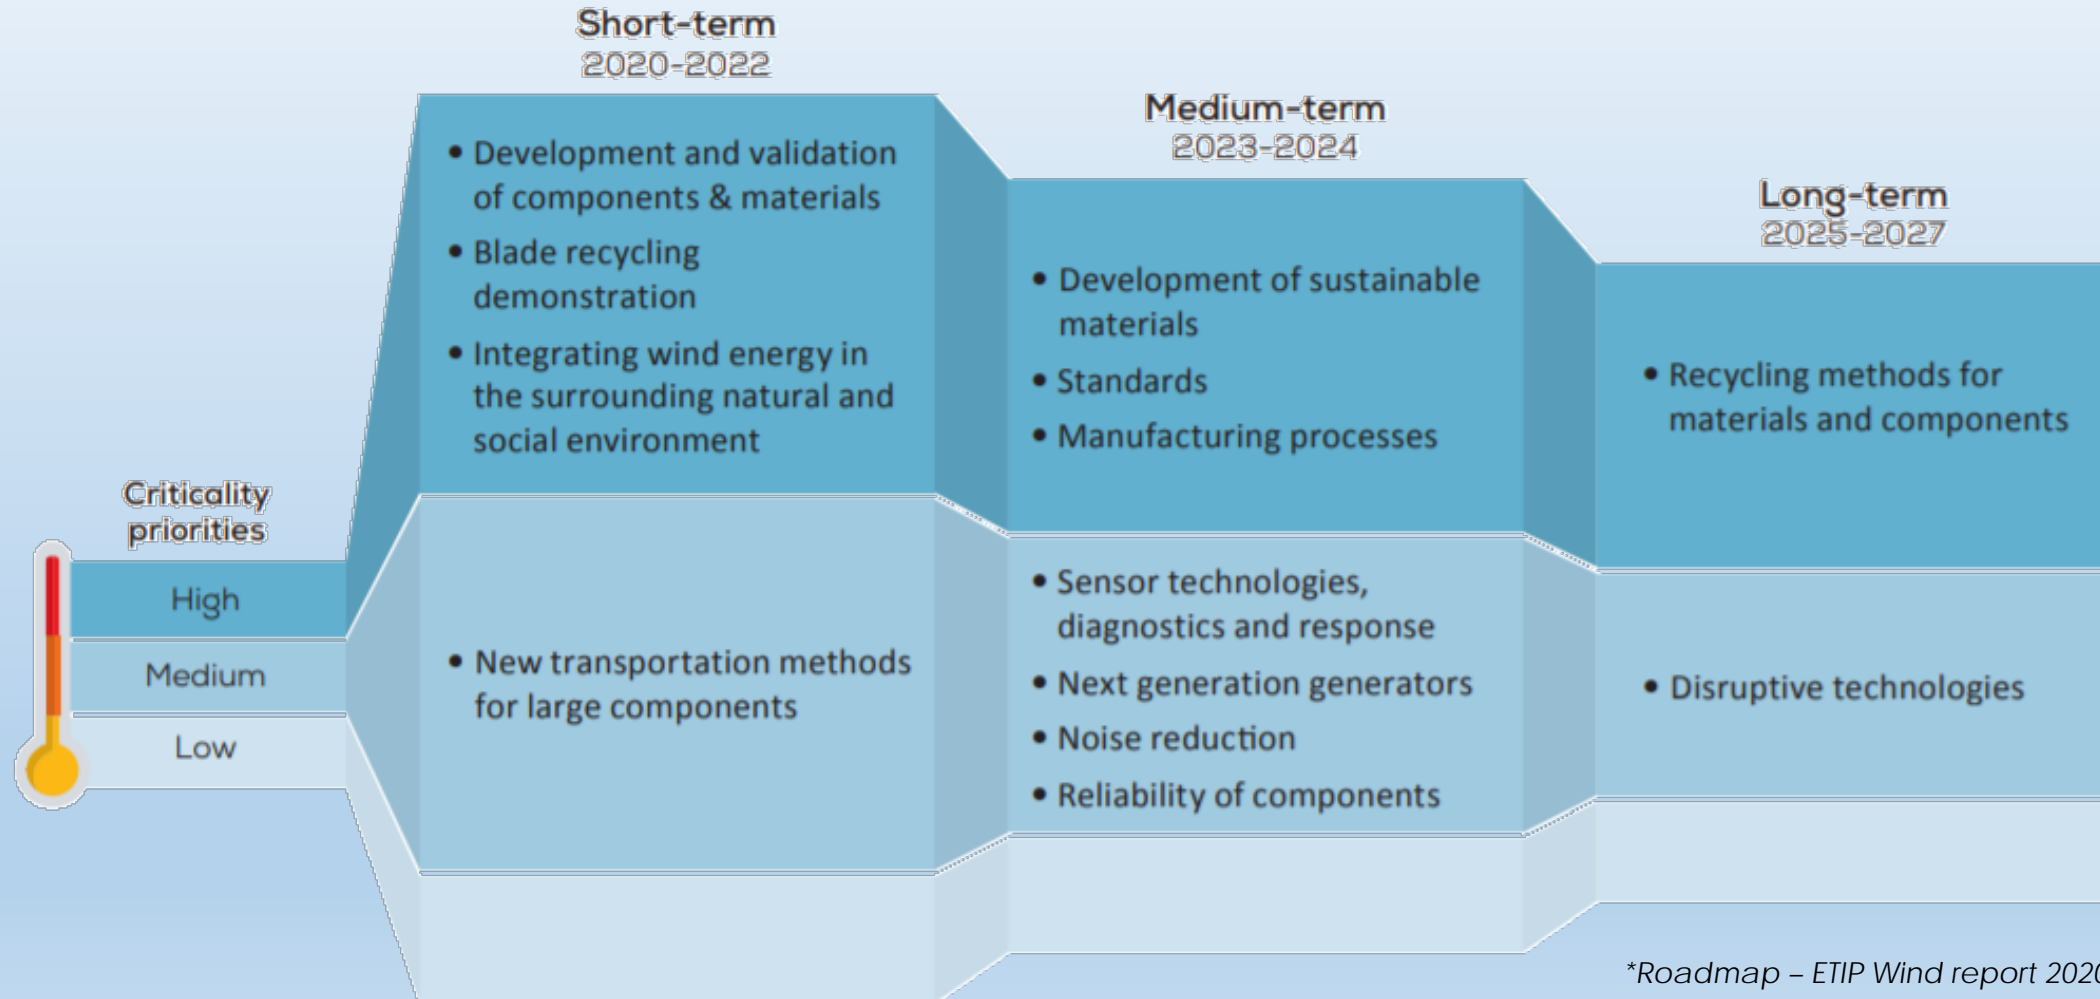 Short-term
2020-2022
• Development and validation
of components & materials
• Blade recycling
demonstration
• Integrating wind energy in
the surrounding natural and
social environment
• New transportation methods
for large components
Medium-term
2023-2024
• Development of sustainable
materials
• Standards
• Manufacturing processes
• Sensor technologies,
diagnostics and response
• Next generation generators
• Noise reduction
• Reliability of components
Long-term
2025-2027
• Recycling methods for
materials and components
• Disruptive technologies
Criticality
priorities
High
Medium
Low
*Roadmap – ETIP Wind report 2020